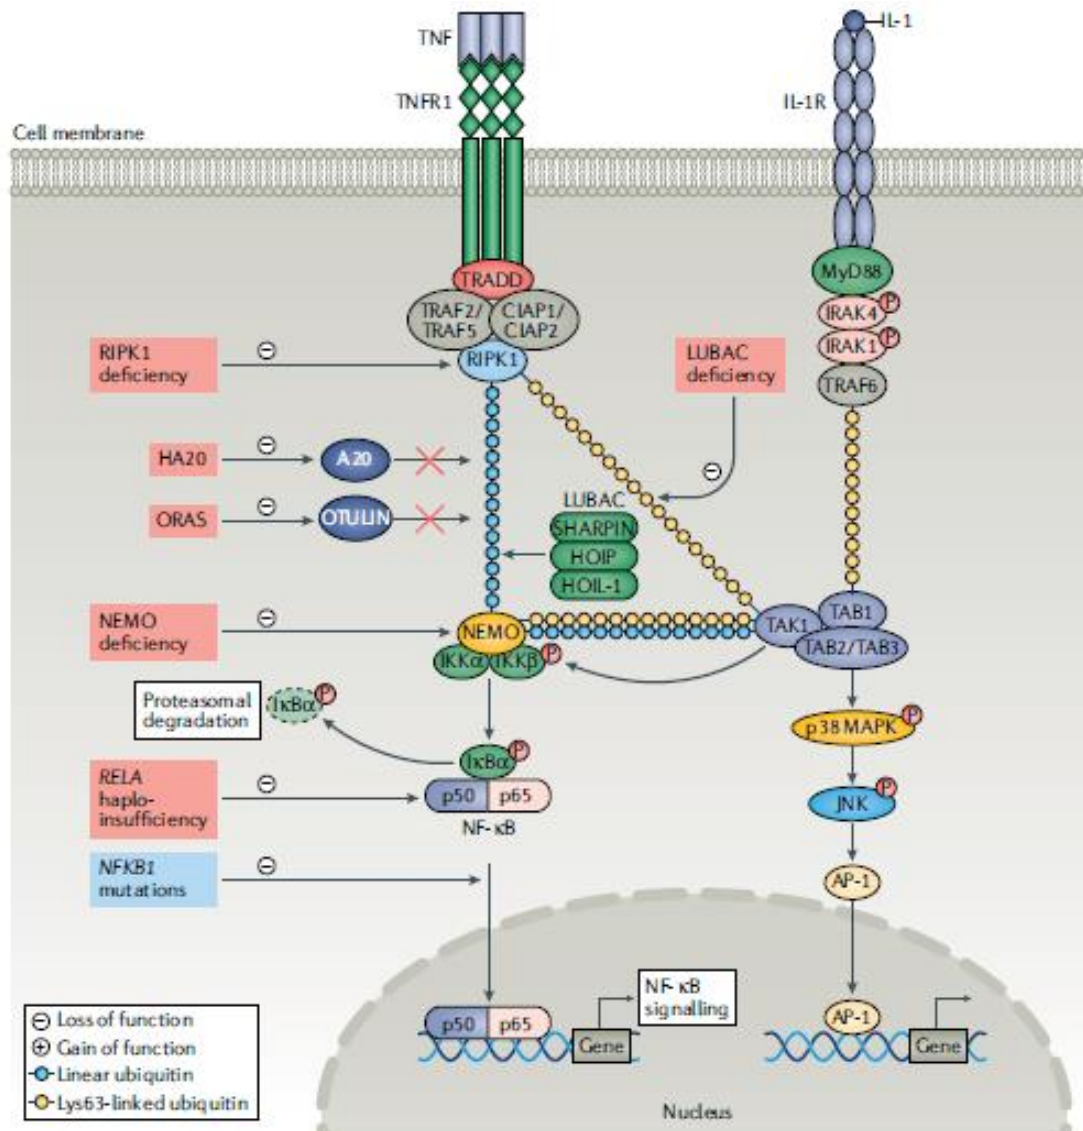 TNF
IL-1
TNFR1
IL-1R
Cell membrane
TRADD
MyD88
TRAF2/
TRAF5
CIAP1/
CIAP2
IRAK4
P
RIPK1
deficiency
RIPK1
LUBAC
deficiency
IRAK1
P
TRAF6
HA20
A20
LUBAC
ORAS
OTULIN
SHARPIN
HOIP
HOIL-1
NEMO
deficiency
NEMO
TAK1
TAB1
TAB2/TAB3
IKKα
IKKβ
P
Proteasomal
degradation
IκBα
P
p38 MAPK
P
IκBα
P
RELA
haplo-
insufficiency
p50
p65
NF-κB
JNK
P
NFKB1
mutations
AP-1
NF-κB
signalling
⊖ Loss of function
⊕ Gain of function
Linear ubiquitin
Lys63-linked ubiquitin
p50
p65
Gene
AP-1
Gene
Nucleus